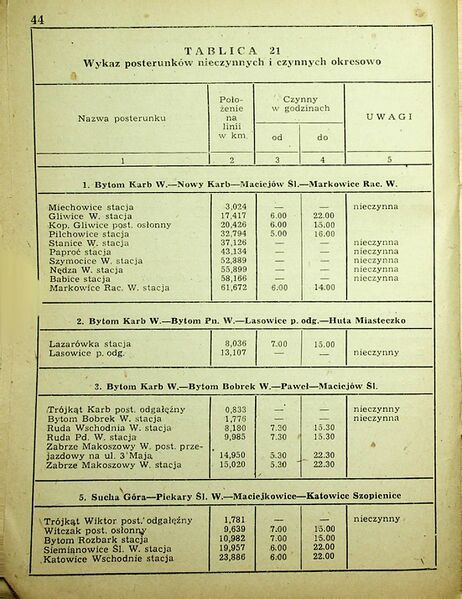 44
TABLICA 21
Wykaz posterunków nieczynnych i czynnych okresowo
Nazwa posterunku | Poło-żenie na linii w km. | Czynny w godzinach od | do | UWAGI
1 | 2 | 3 | 4 | 5
1. Bytom Karb W.—Nowy Karb—Maciejów Śl.—Markowice Rac. W.
Miechowice stacja 3,024 — — nieczynna
Gliwice W. stacja 17,417 6.00 22.00
Kop. Gliwice post. osłonny 20,426 6.00 15.00
Pilchowice stacja 32,794 5.00 16.00
Stanice W. stacja 37,126 — — nieczynna
Paproć stacja 43,134 — — nieczynna
Szymocice W. stacja 52,889 — — nieczynna
Nędza W. stacja 55,899 — — nieczynna
Babice stacja 58,166 — — nieczynna
Markowice Rac. W. stacja 61,672 6.00 14.00
2. Bytom Karb W.—Bytom Pn. W.—Lasowice p. odg.—Huta Miasteczko
Lazarówka stacja 8,036 7.00 15.00
Lasowice p. odg. 13,107 — — nieczynny
3. Bytom Karb W.—Bytom Bobrek W.—Paweł—Maciejów Śl.
Trójkąt Karb post. odgałęźny 0,833 — — nieczynny
Bytom Bobrek W. stacja 1,776 — — nieczynna
Ruda Wschodnia W. stacja 8,180 7.30 15.30
Ruda Pd. W. stacja 9,985 7.30 15.30
Zabrze Makoszowy W. post. prze-
jazdowy na ul. 3 Maja 14,950 5.30 22.30
Zabrze Makoszowy W. stacja 15,020 5.30 22.30
5. Sucha Góra—Piekary Śl. W.—Maciejkowice—Katowice Szopienice
Trójkąt Wiktor post. odgałęźny 1,781 — — nieczynny
Witczak post. osłonny 9,639 7.00 15.00
Bytom Rozbark stacja 10,982 7.00 15.00
Siemianowice Śl. W. stacja 19,957 6.00 22.00
Katowice Wschodnie stacja 23,886 6.00 22.00